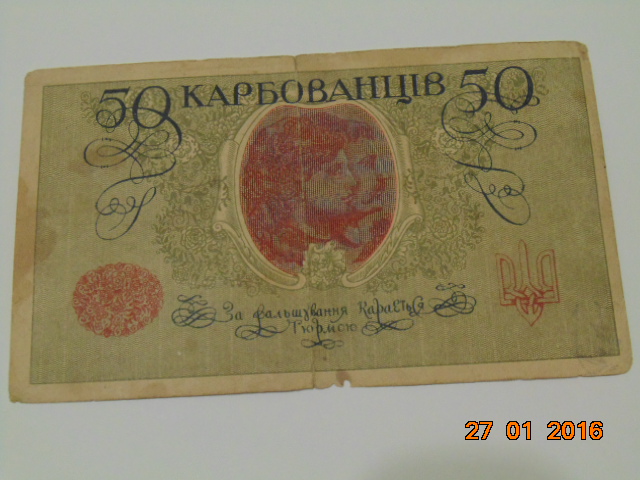 50 КАРБОВАНЦІВ 50
За фальшування карається
Тюрмою
27 01 2016